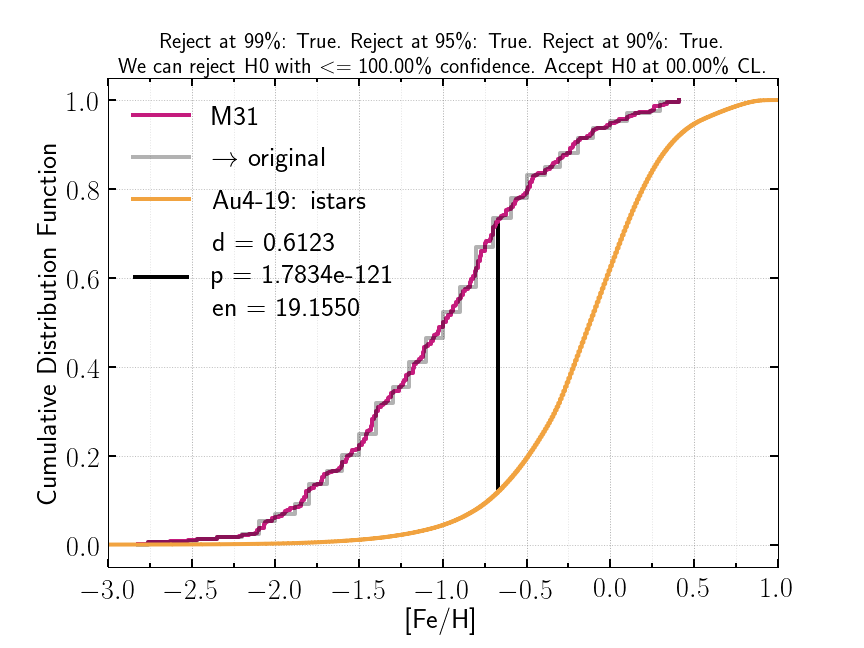 Reject at 99%: True. Reject at 95%: True. Reject at 90%: True.
We can reject H0 with <= 100.00% confidence. Accept H0 at 00.00% CL.
M31
→ original
Au4-19: istars
d = 0.6123
p = 1.7834e-121
en = 19.1550
Cumulative Distribution Function
1.0
0.8
0.6
0.4
0.2
0.0
−3.0 −2.5 −2.0 −1.5 −1.0 −0.5 0.0 0.5 1.0
[Fe/H]